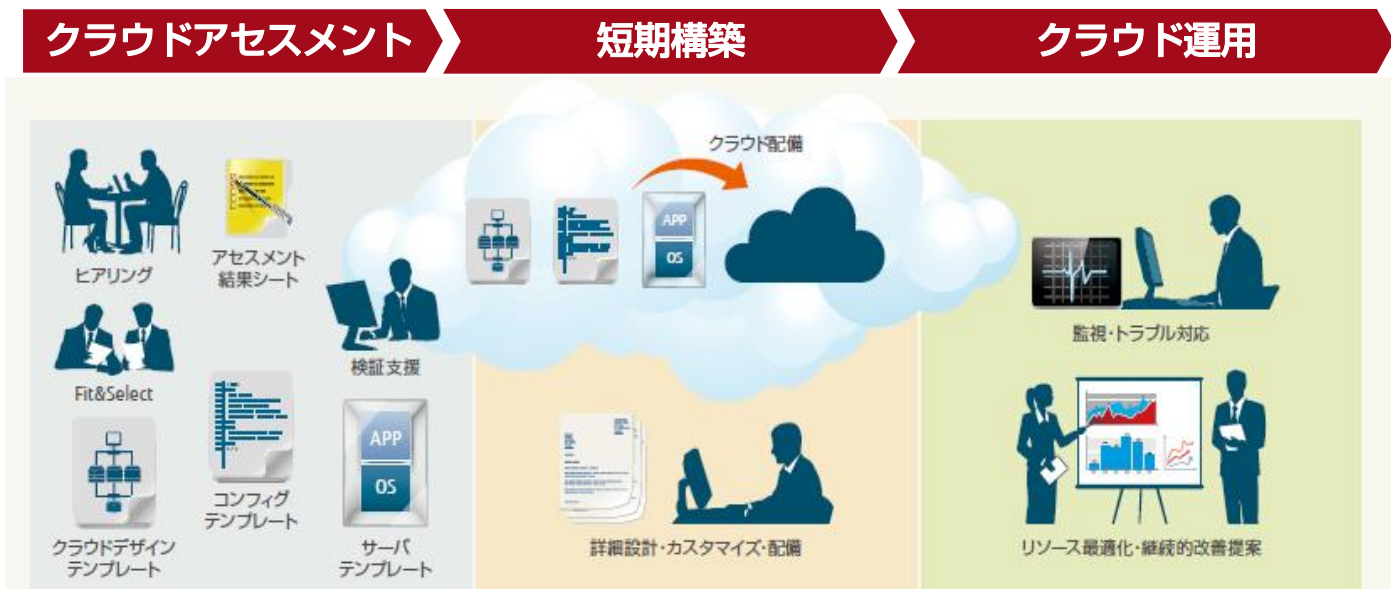 クラウドアセスメント
短期構築
クラウド運用
ヒアリング
アセスメント
結果シート
検証支援
Fit&Select
コンフィグ
テンプレート
APP
OS
クラウドデザイン
テンプレート
サーバ
テンプレート
クラウド配備
APP
OS
詳細設計・カスタマイズ・配備
監視・トラブル対応
リソース最適化・継続的改善提案